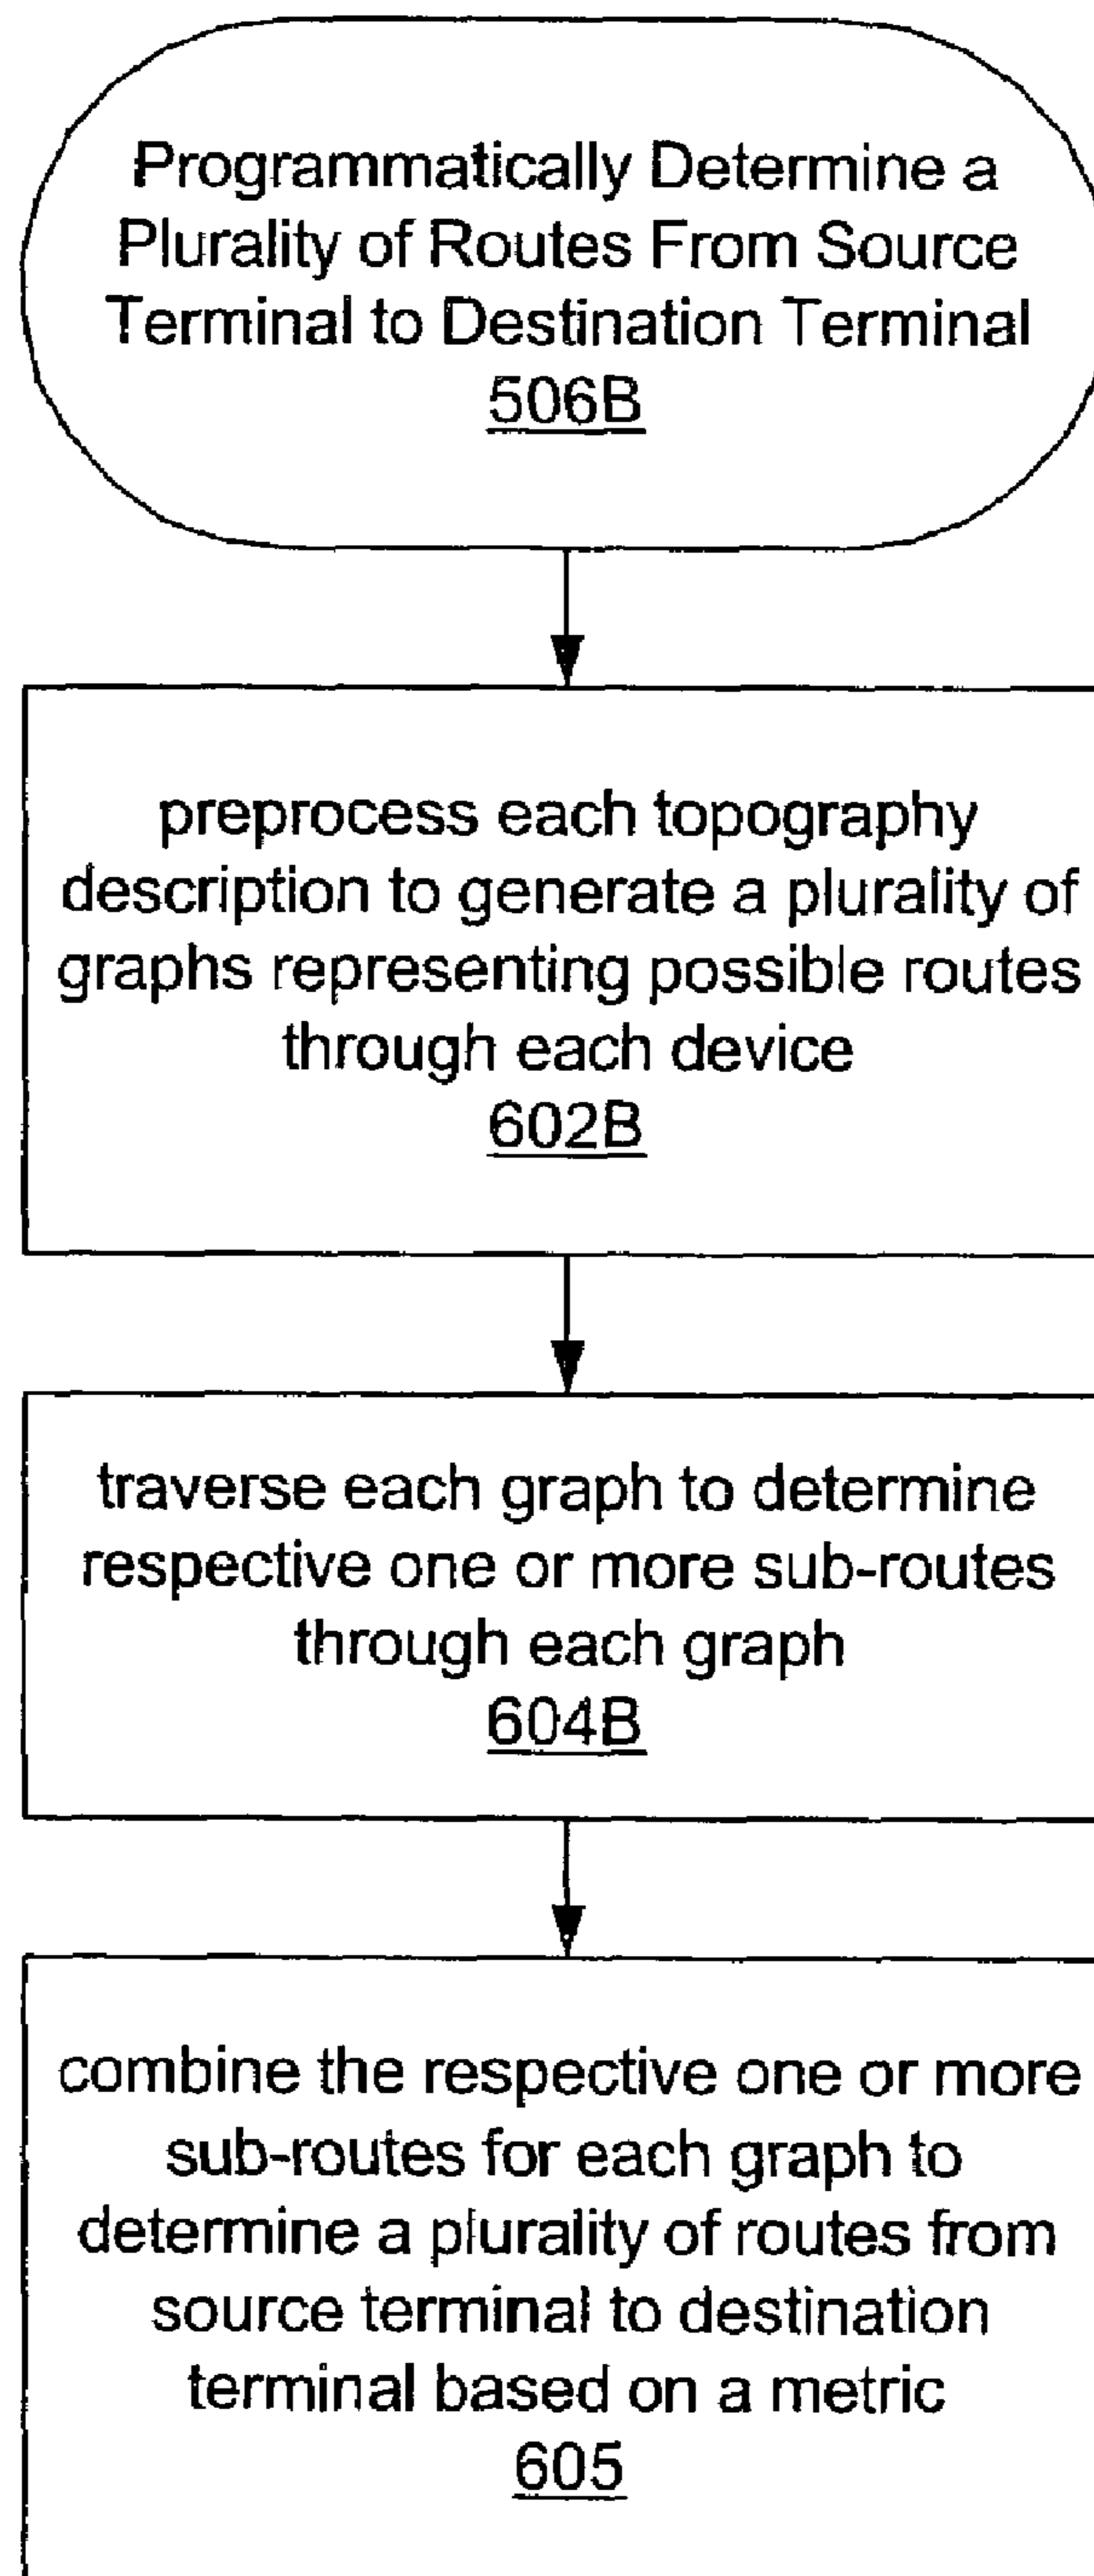 Programmatically Determine a
Plurality of Routes From Source
Terminal to Destination Terminal
506B
preprocess each topography
description to generate a plurality of
graphs representing possible routes
through each device
602B
traverse each graph to determine
respective one or more sub-routes
through each graph
604B
combine the respective one or more
sub-routes for each graph to
determine a plurality of routes from
source terminal to destination
terminal based on a metric
605